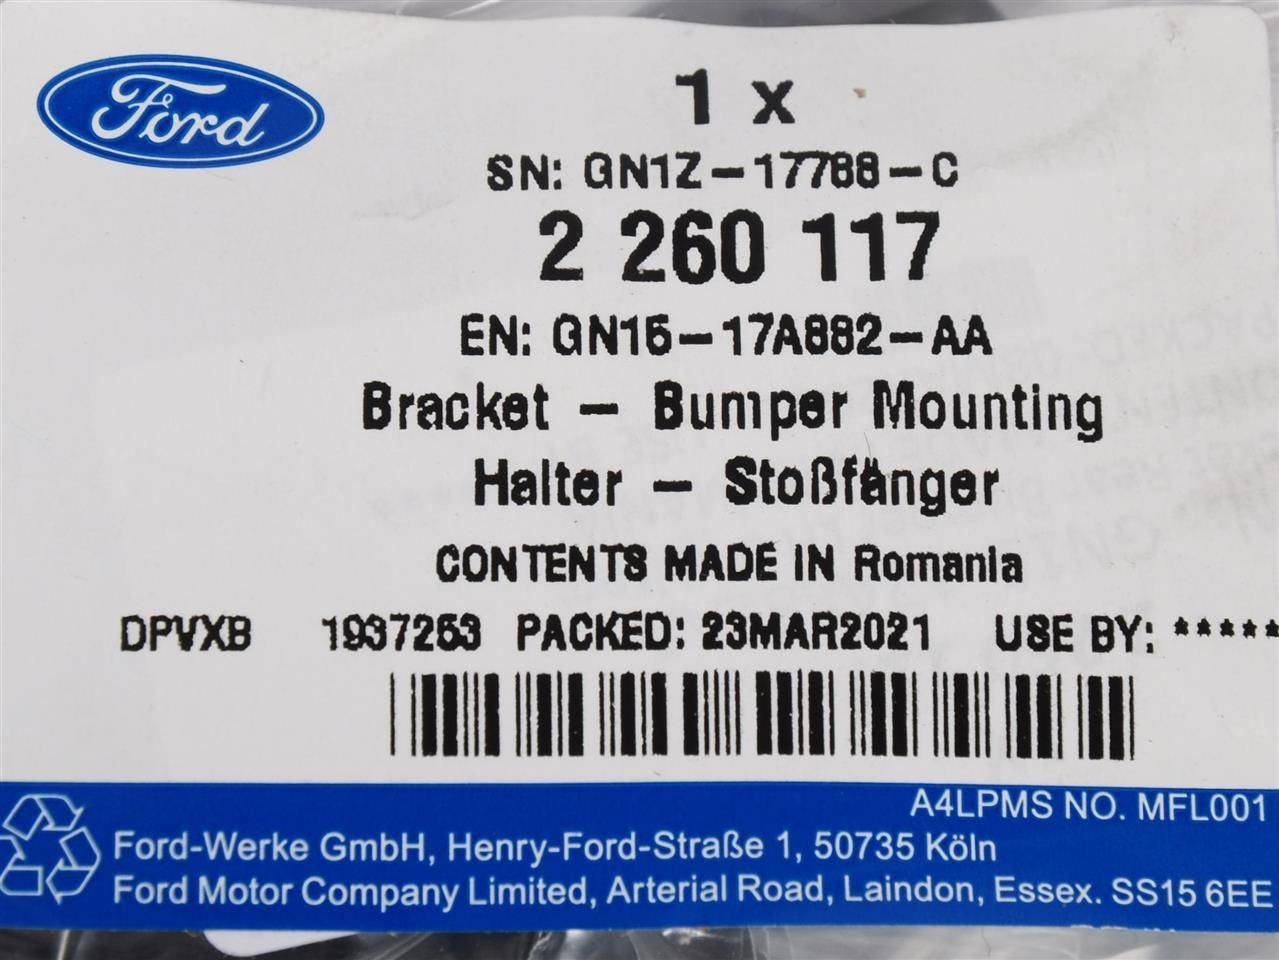 Ford
1 x
SN: GN1Z-17788-C
2 260 117
EN: GN15-17A882-AA
Bracket - Bumper Mounting
Halter - Stoßfänger
CONTENTS MADE IN Romania
DPVXB 1937253 PACKED: 23MAR2021 USE BY: *****
A4LPMS NO. MFL001
Ford-Werke GmbH, Henry-Ford-Straße 1, 50735 Köln
Ford Motor Company Limited, Arterial Road, Laindon, Essex. SS15 6EE